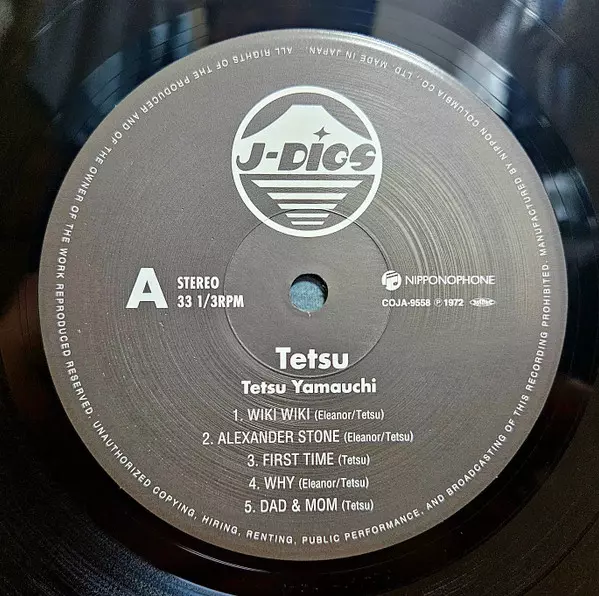 J-DIGS
A
STEREO
33 1/3RPM
NIPPONOPHONE
COJA-9558 ℗ 1972
Tetsu
Tetsu Yamauchi
1. WIKI WIKI (Eleanor/Tetsu)
2. ALEXANDER STONE (Eleanor/Tetsu)
3. FIRST TIME (Tetsu)
4. WHY (Eleanor/Tetsu)
5. DAD & MOM (Tetsu)
ALL RIGHTS OF THE PRODUCER AND OF THE OWNER OF THE WORK REPRODUCED RESERVED. UNAUTHORIZED COPYING, HIRING, RENTING, PUBLIC PERFORMANCE, AND BROADCASTING OF THIS RECORDING PROHIBITED. MANUFACTURED BY NIPPON COLUMBIA CO., LTD. MADE IN JAPAN.